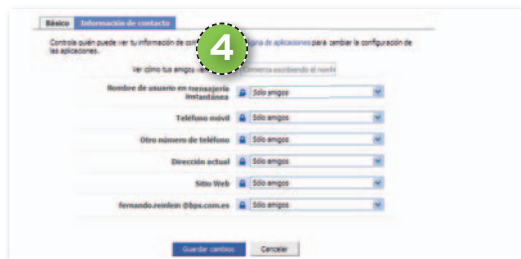 Básico Información de contacto
Controla quién puede ver tu información de de aplicaciones para cambiar la configuración de
las aplicaciones.
4
Ver cómo tus amigos escribiendo el
Nombre de usuario en mensajería
instantánea Sólo amigos
Teléfono móvil Sólo amigos
Otro número de teléfono Sólo amigos
Dirección actual Sólo amigos
Sitio Web Sólo amigos
fernando.reinlein @bps.com.es Sólo amigos
Guardar cambios Cancelar